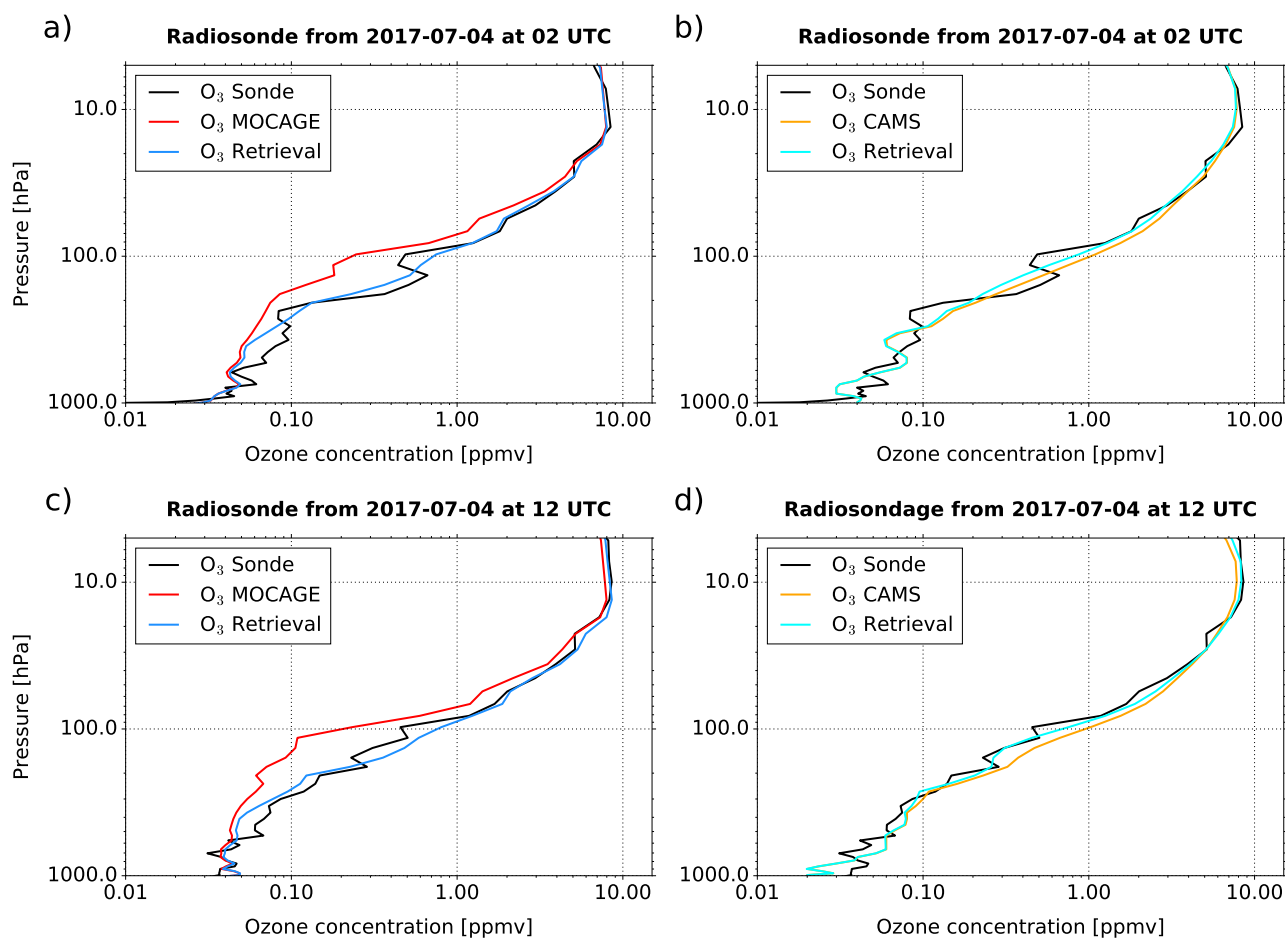 a)
Radiosonde from 2017-07-04 at 02 UTC
O₃ Sonde
O₃ MOCAGE
O₃ Retrieval
Pressure [hPa]
10.0
100.0
1000.0
0.01
0.10
1.00
10.00
Ozone concentration [ppmv]
b)
Radiosonde from 2017-07-04 at 02 UTC
O₃ Sonde
O₃ CAMS
O₃ Retrieval
10.0
100.0
1000.0
0.01
0.10
1.00
10.00
Ozone concentration [ppmv]
c)
Radiosonde from 2017-07-04 at 12 UTC
O₃ Sonde
O₃ MOCAGE
O₃ Retrieval
Pressure [hPa]
10.0
100.0
1000.0
0.01
0.10
1.00
10.00
Ozone concentration [ppmv]
d)
Radiosondage from 2017-07-04 at 12 UTC
O₃ Sonde
O₃ CAMS
O₃ Retrieval
10.0
100.0
1000.0
0.01
0.10
1.00
10.00
Ozone concentration [ppmv]